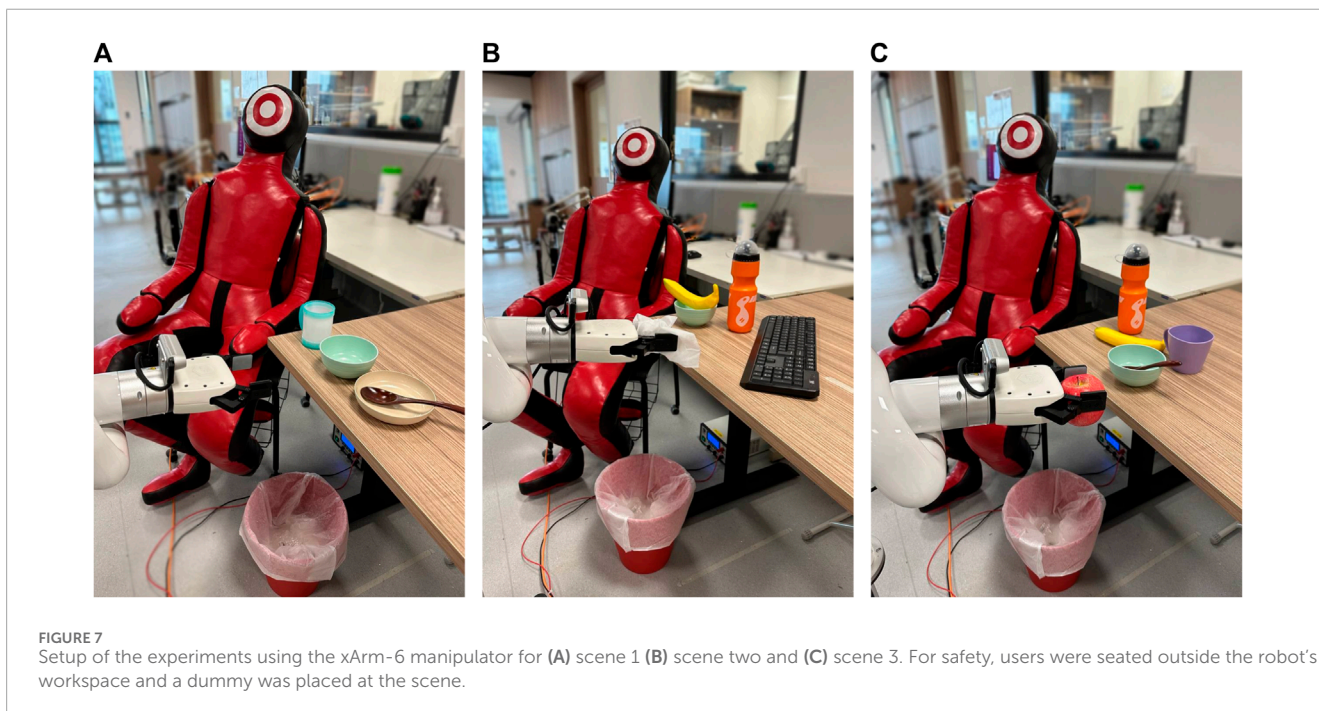 A
B
C
FIGURE 7
Setup of the experiments using the xArm-6 manipulator for (A) scene 1 (B) scene two and (C) scene 3. For safety, users were seated outside the robot's
workspace and a dummy was placed at the scene.